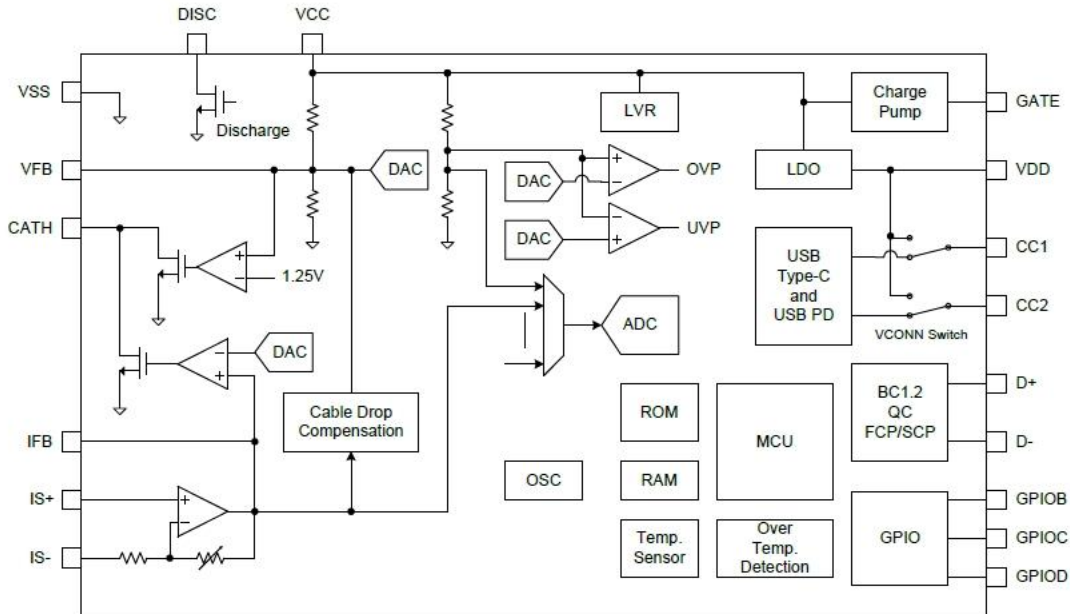 DISC
VCC
VSS
Discharge
LVR
Charge
Pump
GATE
VFB
DAC
DAC
OVP
LDO
VDD
CATH
DAC
UVP
1.25V
USB
Type-C
and
USB PD
CC1
CC2
VCONN Switch
ADC
DAC
Cable Drop
Compensation
ROM
MCU
BC1.2
QC
FCP/SCP
D+
D-
IFB
IS+
IS-
OSC
RAM
Temp.
Sensor
Over
Temp.
Detection
GPIO
GPIOB
GPIOC
GPIOD
+
−
+
−
−
+
−
+
+
−